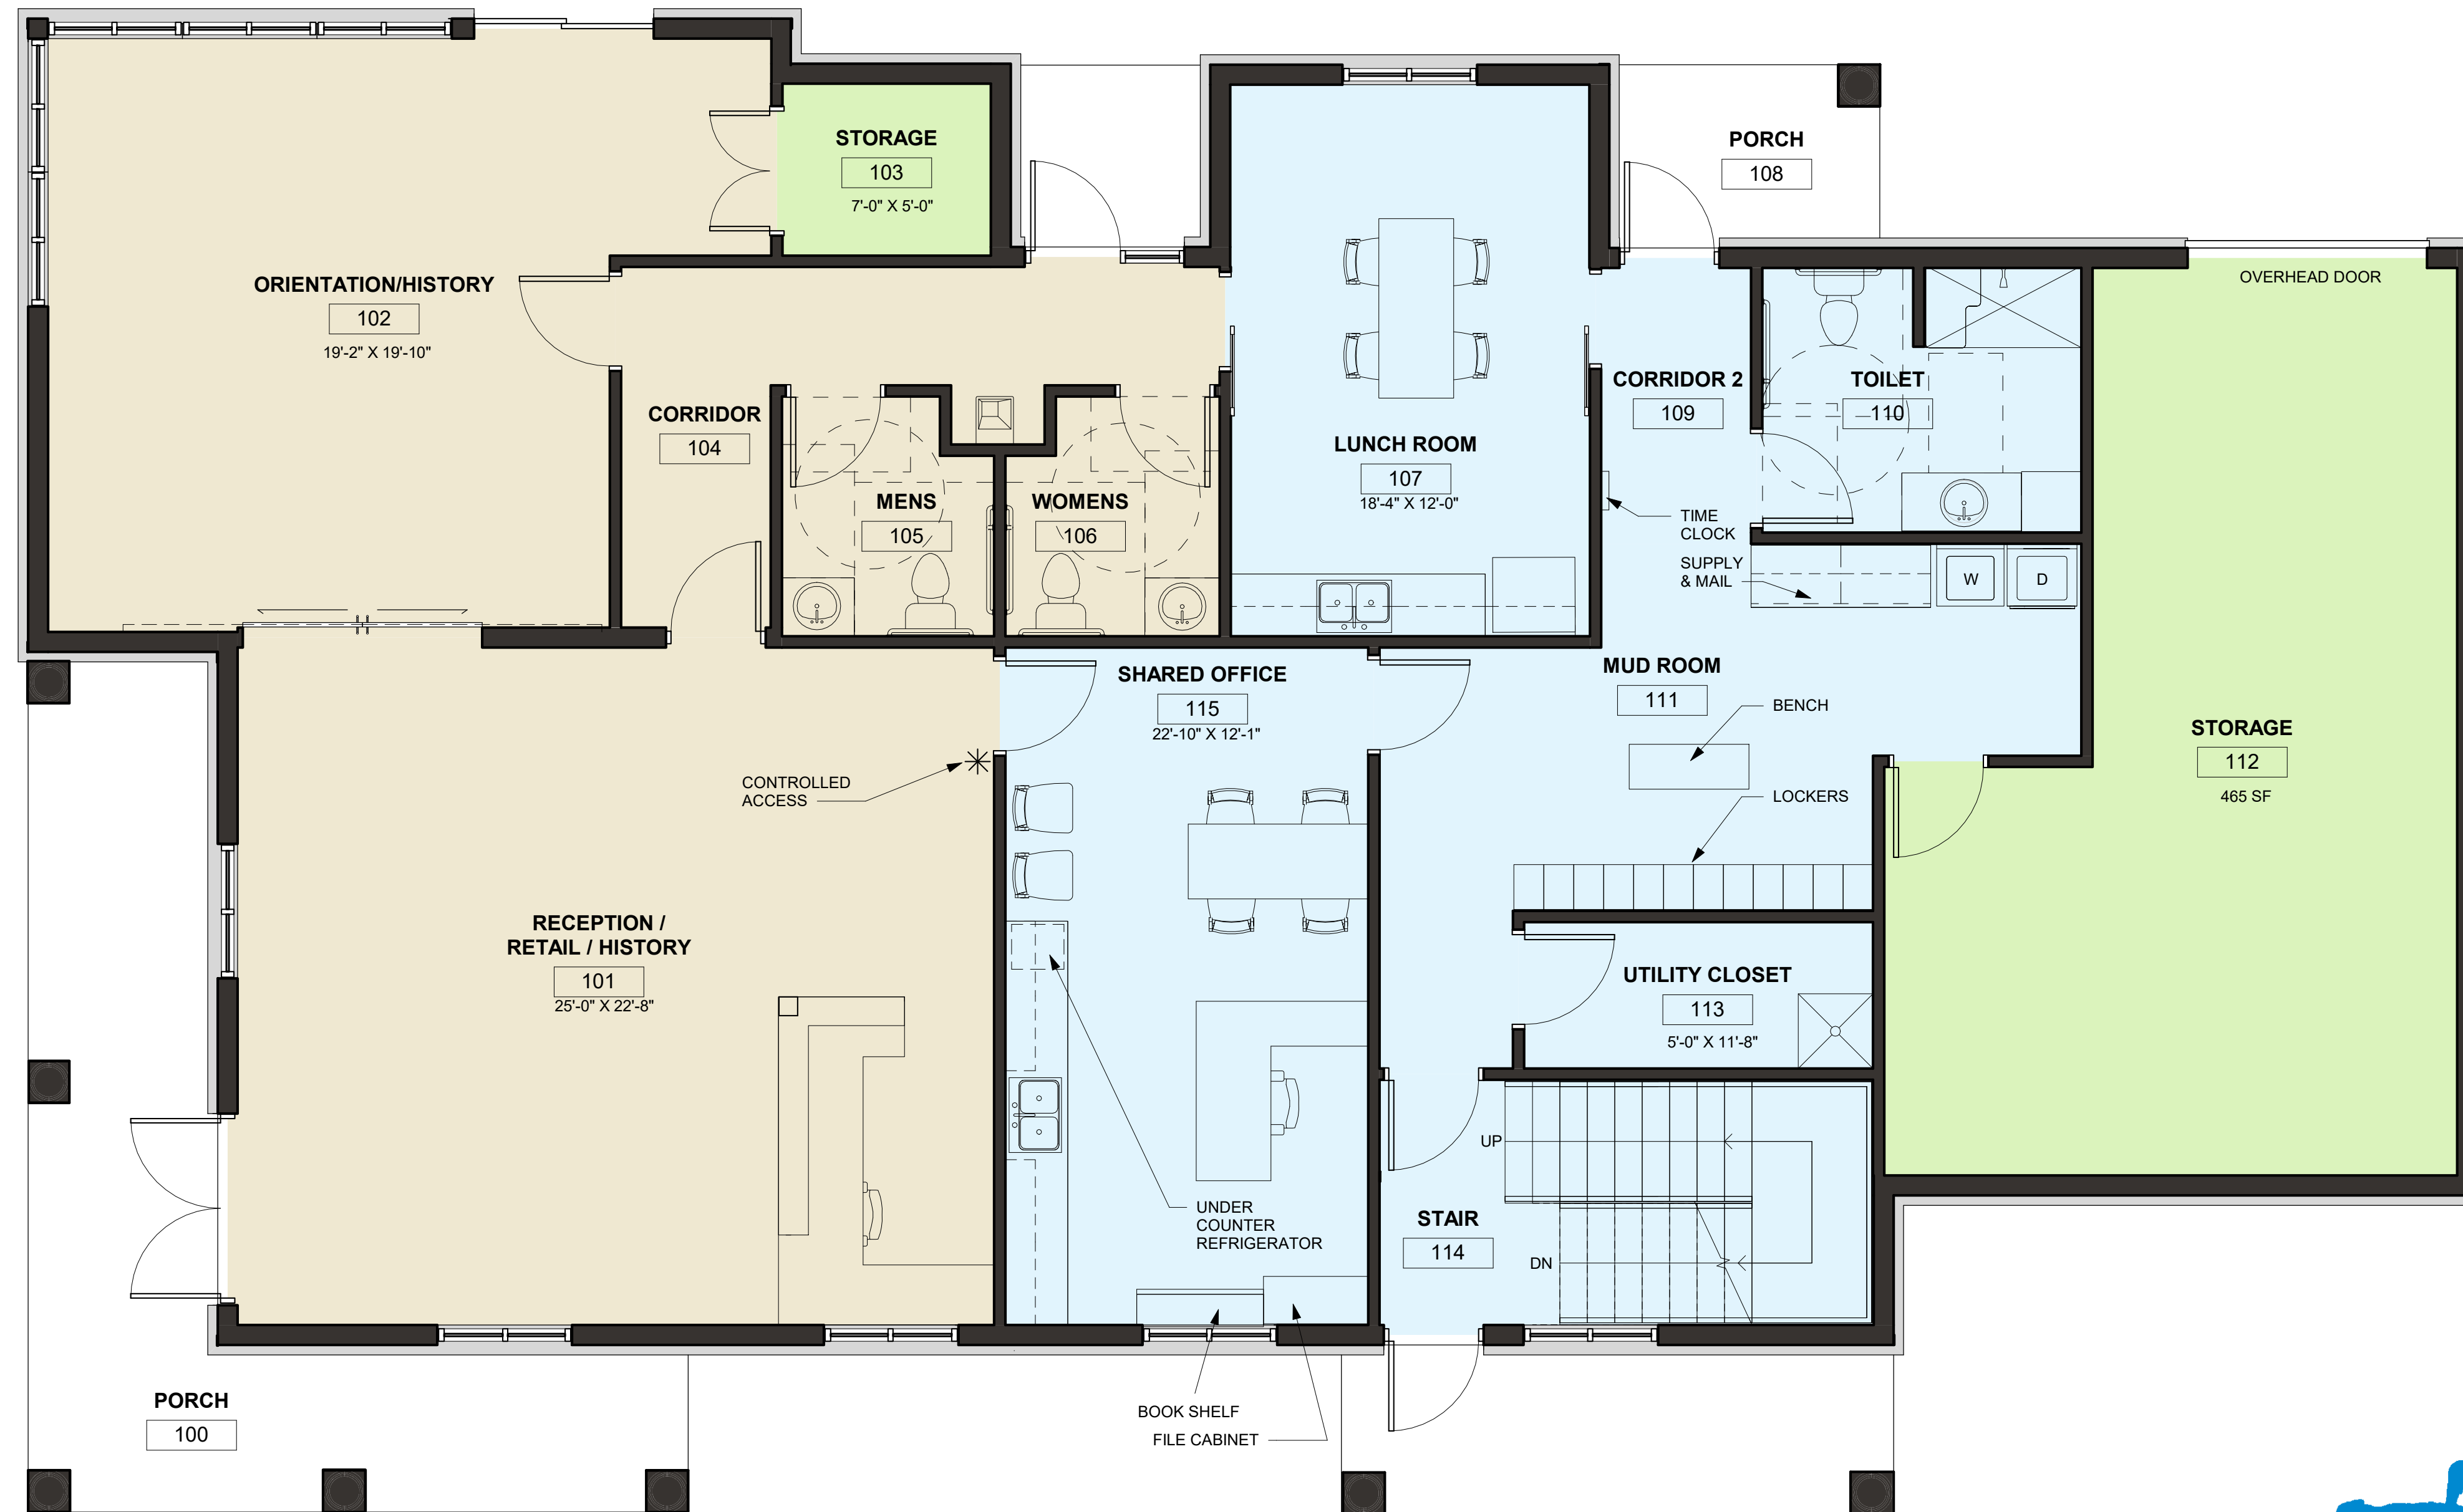 STORAGE
103
7'-0" X 5'-0"
PORCH
108
ORIENTATION/HISTORY
102
19'-2" X 19'-10"
OVERHEAD DOOR
CORRIDOR
104
CORRIDOR 2
109
TOILET
110
LUNCH ROOM
107
18'-4" X 12'-0"
MENS
105
WOMENS
106
TIME
CLOCK
SUPPLY
& MAIL
W
D
SHARED OFFICE
115
22'-10" X 12'-1"
MUD ROOM
111
BENCH
STORAGE
112
465 SF
CONTROLLED
ACCESS
LOCKERS
RECEPTION /
RETAIL / HISTORY
101
25'-0" X 22'-8"
UTILITY CLOSET
113
5'-0" X 11'-8"
UP
UNDER
COUNTER
REFRIGERATOR
STAIR
114
DN
PORCH
100
BOOK SHELF
FILE CABINET